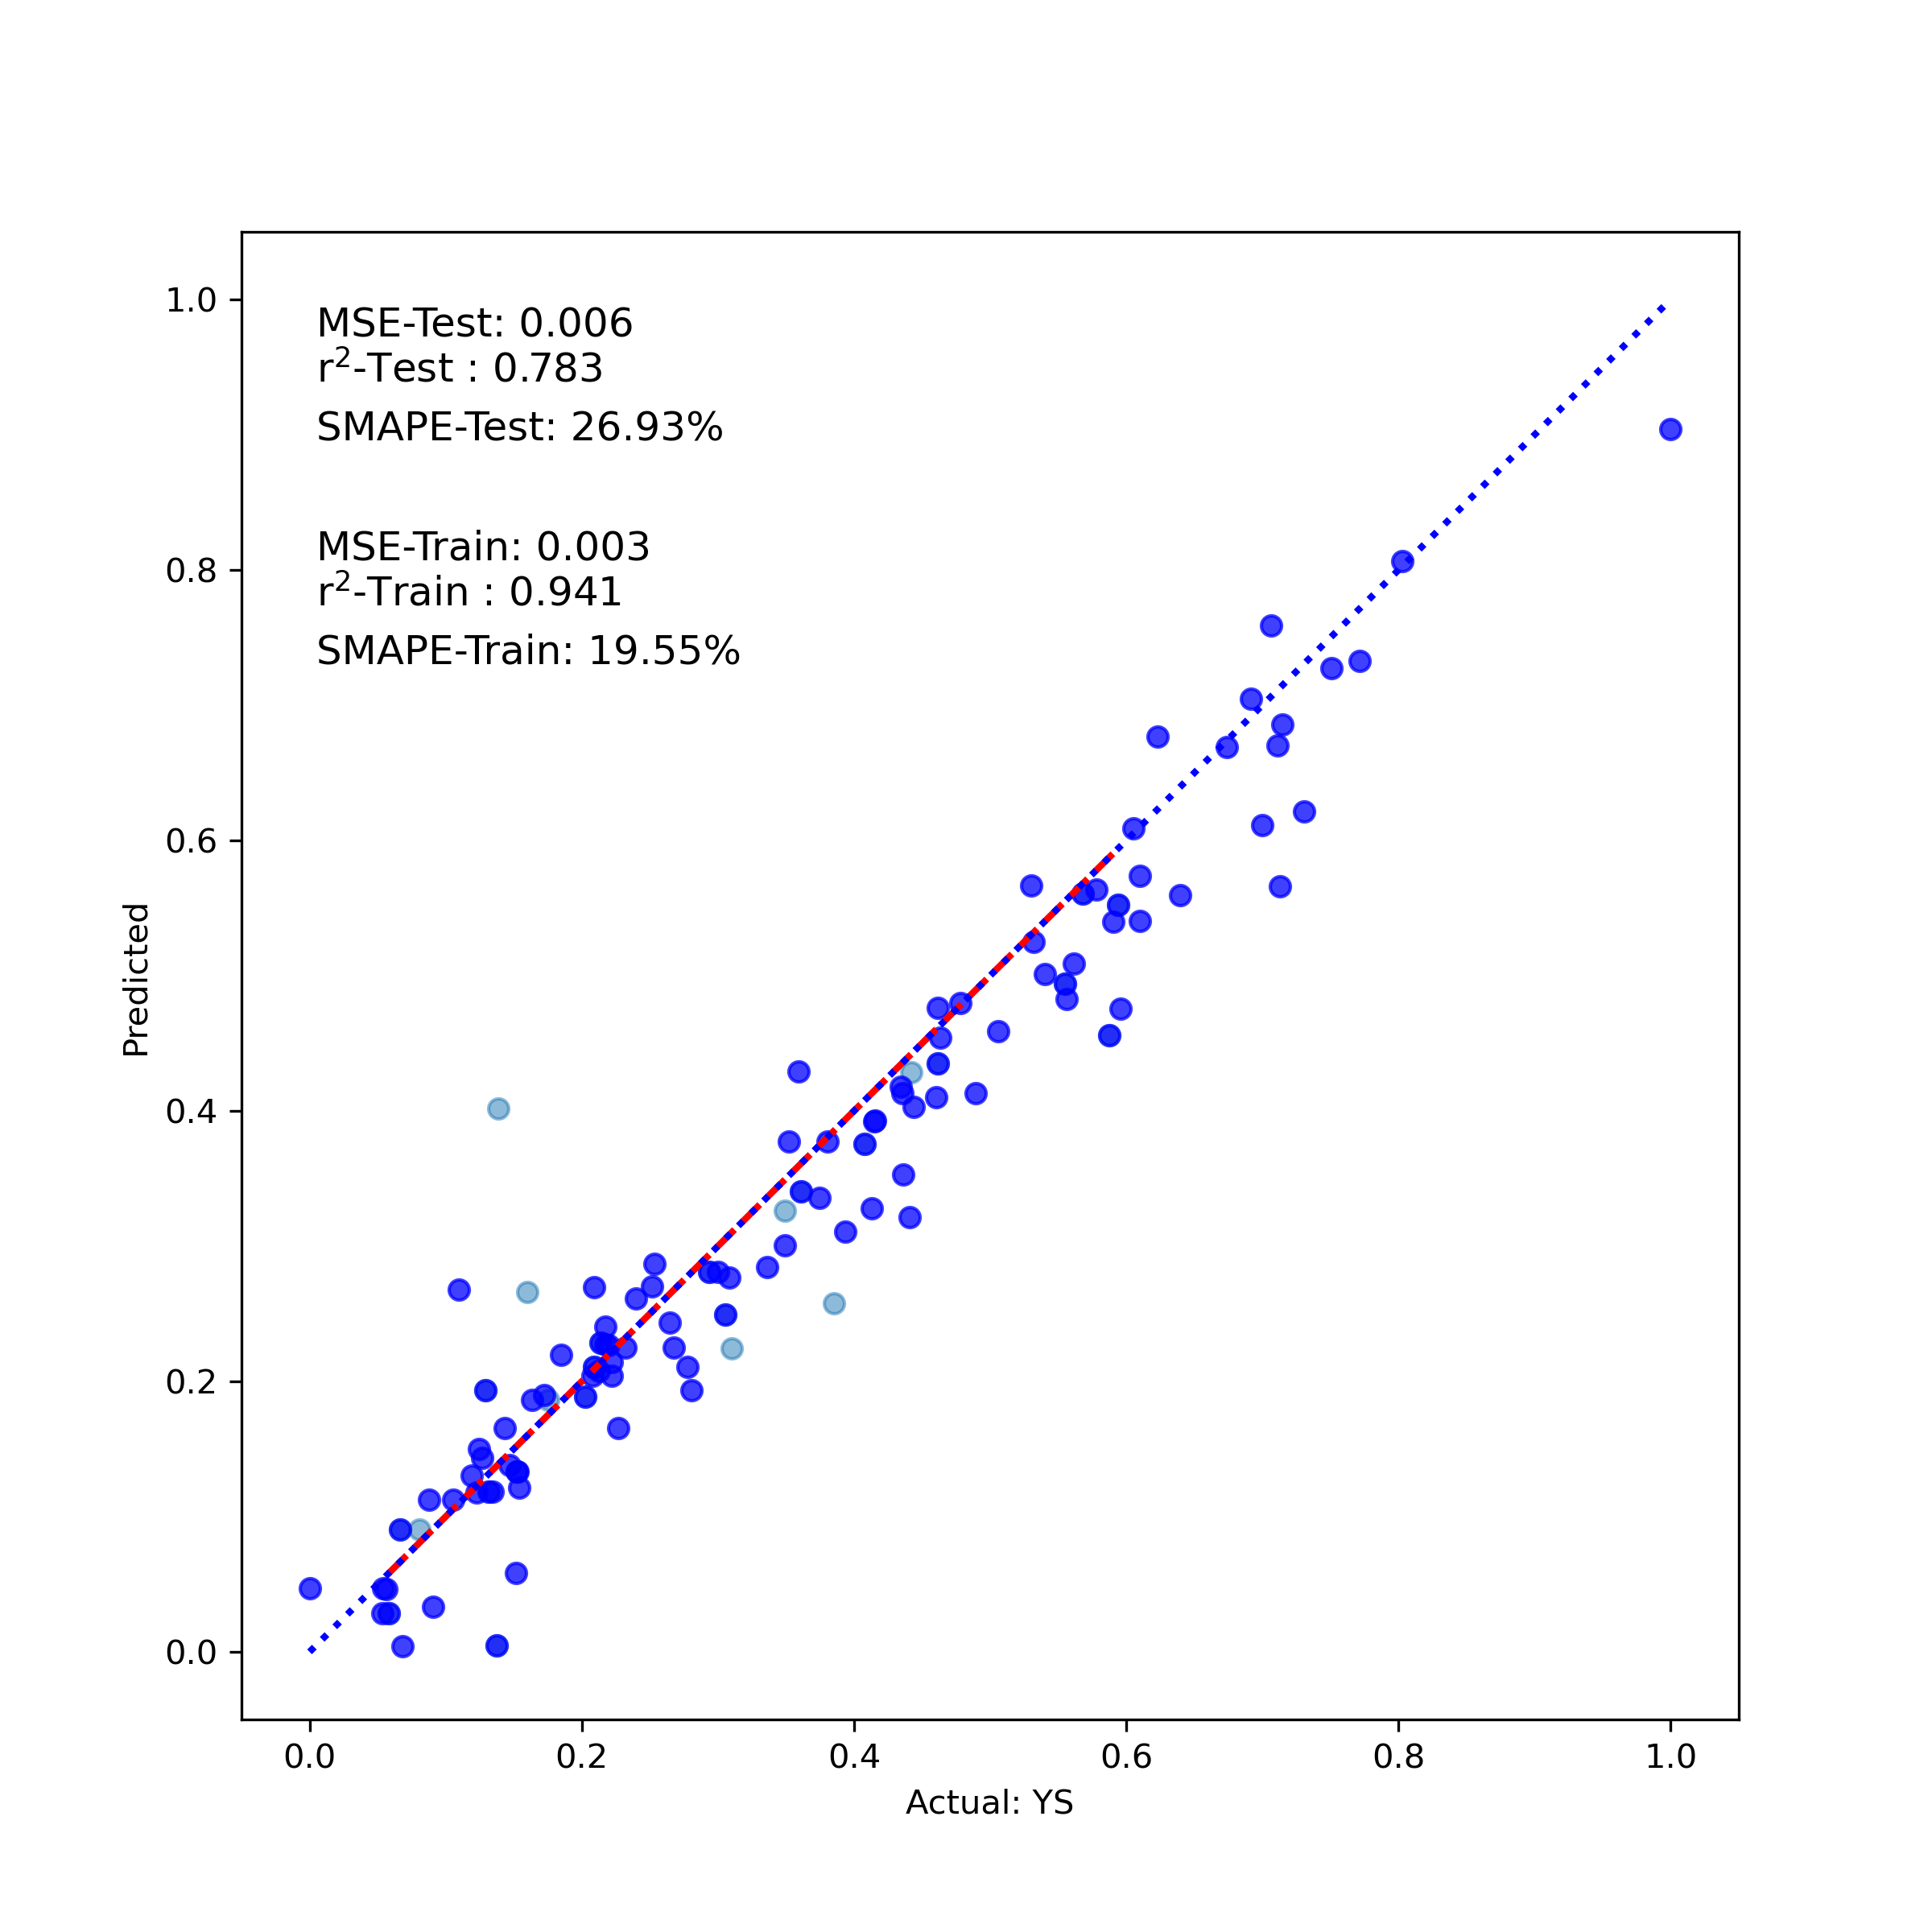 MSE-Test: 0.006
r²-Test : 0.783
SMAPE-Test: 26.93%
MSE-Train: 0.003
r²-Train : 0.941
SMAPE-Train: 19.55%
1.0
0.8
0.6
0.4
0.2
0.0
Predicted
0.0 0.2 0.4 0.6 0.8 1.0
Actual: YS